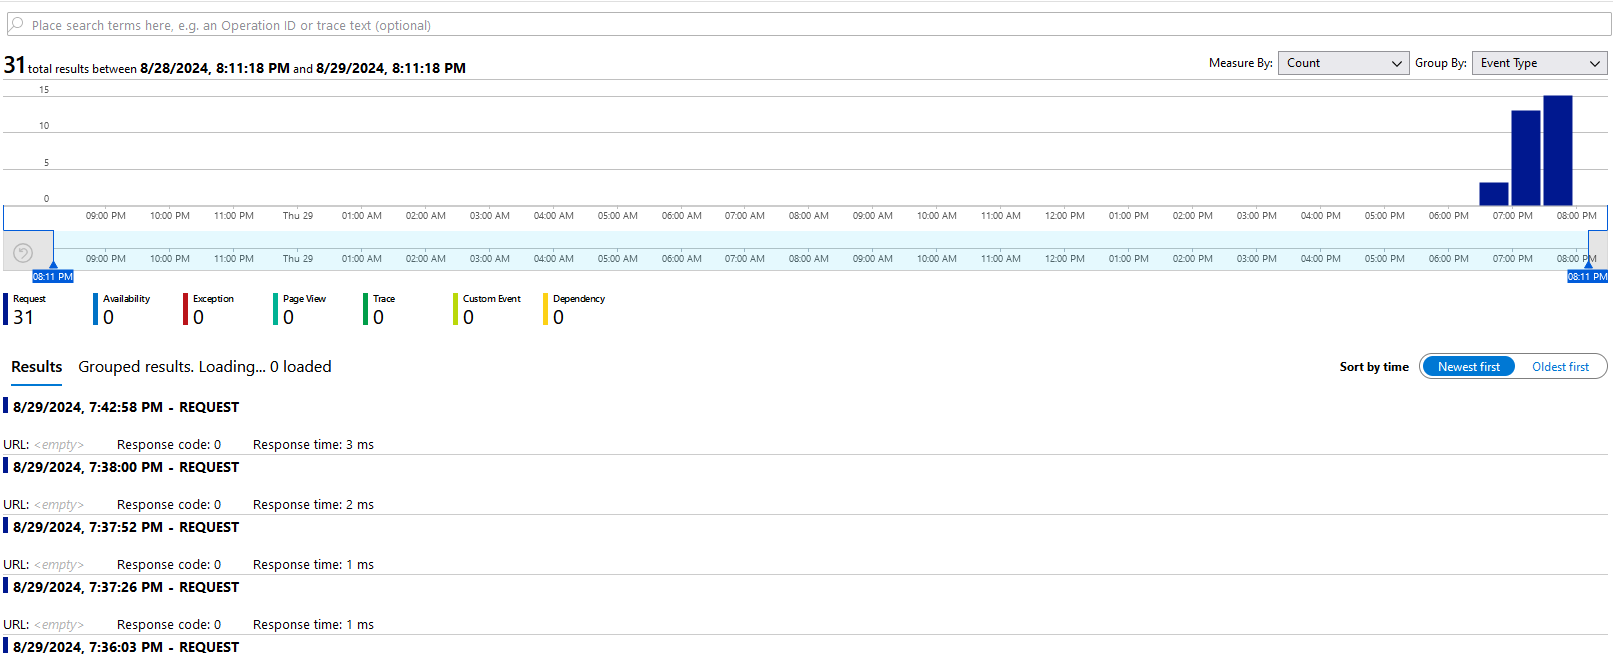 Place search terms here, e.g. an Operation ID or trace text (optional)
31 total results between 8/28/2024, 8:11:18 PM and 8/29/2024, 8:11:18 PM
Measure By: Count Group By: Event Type
15
10
5
0
09:00 PM 10:00 PM 11:00 PM Thu 29 01:00 AM 02:00 AM 03:00 AM 04:00 AM 05:00 AM 06:00 AM 07:00 AM 08:00 AM 09:00 AM 10:00 AM 11:00 AM 12:00 PM 01:00 PM 02:00 PM 03:00 PM 04:00 PM 05:00 PM 06:00 PM 07:00 PM 08:00 PM
09:00 PM 10:00 PM 11:00 PM Thu 29 01:00 AM 02:00 AM 03:00 AM 04:00 AM 05:00 AM 06:00 AM 07:00 AM 08:00 AM 09:00 AM 10:00 AM 11:00 AM 12:00 PM 01:00 PM 02:00 PM 03:00 PM 04:00 PM 05:00 PM 06:00 PM 07:00 PM 08:00 PM
08:11 PM 08:11 PM
Request Availability Exception Page View Trace Custom Event Dependency
31 0 0 0 0 0 0
Results Grouped results. Loading... 0 loaded Sort by time Newest first Oldest first
8/29/2024, 7:42:58 PM - REQUEST
URL: <empty> Response code: 0 Response time: 3 ms
8/29/2024, 7:38:00 PM - REQUEST
URL: <empty> Response code: 0 Response time: 2 ms
8/29/2024, 7:37:52 PM - REQUEST
URL: <empty> Response code: 0 Response time: 1 ms
8/29/2024, 7:37:26 PM - REQUEST
URL: <empty> Response code: 0 Response time: 1 ms
8/29/2024, 7:36:03 PM - REQUEST